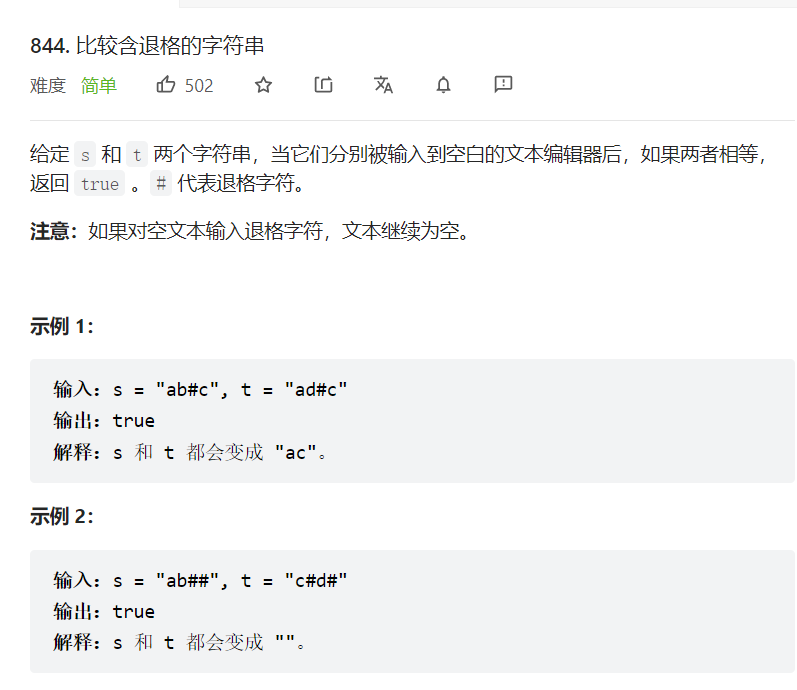 844. 比较含退格的字符串
难度 简单 502
给定 s 和 t 两个字符串，当它们分别被输入到空白的文本编辑器后，如果两者相等，
返回 true 。# 代表退格字符。
注意：如果对空文本输入退格字符，文本继续为空。
示例 1：
输入：s = "ab#c", t = "ad#c"
输出：true
解释：s 和 t 都会变成 "ac"。
示例 2：
输入：s = "ab##", t = "c#d#"
输出：true
解释：s 和 t 都会变成 ""。